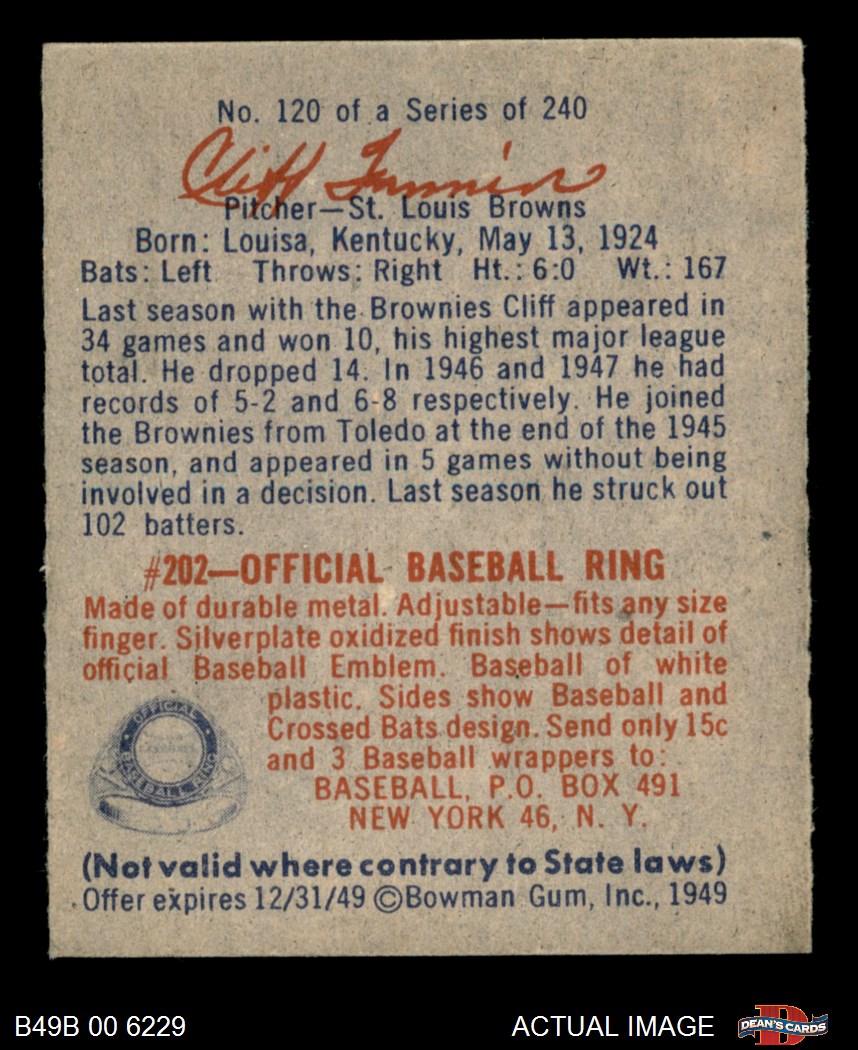 No. 120 of a Series of 240
Cliff Fannin
Pitcher—St. Louis Browns
Born: Louisa, Kentucky, May 13, 1924
Bats: Left Throws: Right Ht.: 6:0 Wt.: 167
Last season with the Brownies Cliff appeared in
34 games and won 10, his highest major league
total. He dropped 14. In 1946 and 1947 he had
records of 5-2 and 6-8 respectively. He joined
the Brownies from Toledo at the end of the 1945
season, and appeared in 5 games without being
involved in a decision. Last season he struck out
102 batters.
#202—OFFICIAL BASEBALL RING
Made of durable metal. Adjustable—fits any size
finger. Silverplate oxidized finish shows detail of
official Baseball Emblem. Baseball of white
plastic. Sides show Baseball and
Crossed Bats design. Send only 15c
and 3 Baseball wrappers to:
BASEBALL, P.O. BOX 491
NEW YORK 46, N. Y.
OFFICIAL
BASEBALL RING
(Not valid where contrary to State laws)
Offer expires 12/31/49 ©Bowman Gum, Inc., 1949
B49B 00 6229
ACTUAL IMAGE
D
DEAN'S CARDS